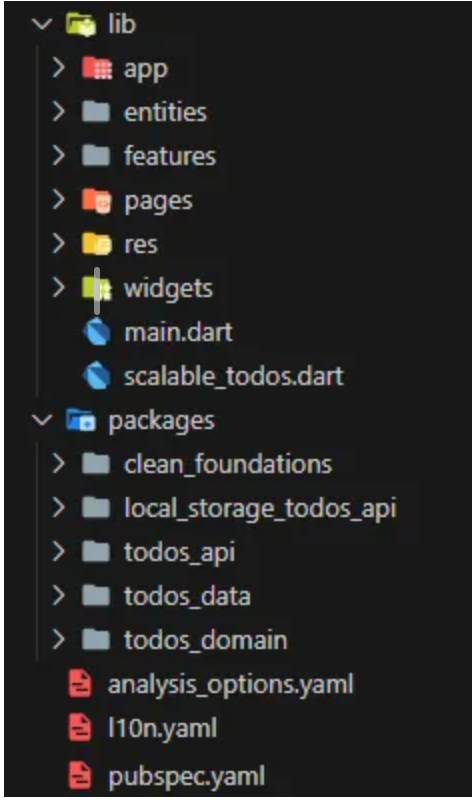 lib
app
entities
features
pages
res
widgets
main.dart
scalable_todos.dart
packages
clean_foundations
local_storage_todos_api
todos_api
todos_data
todos_domain
analysis_options.yaml
l10n.yaml
pubspec.yaml